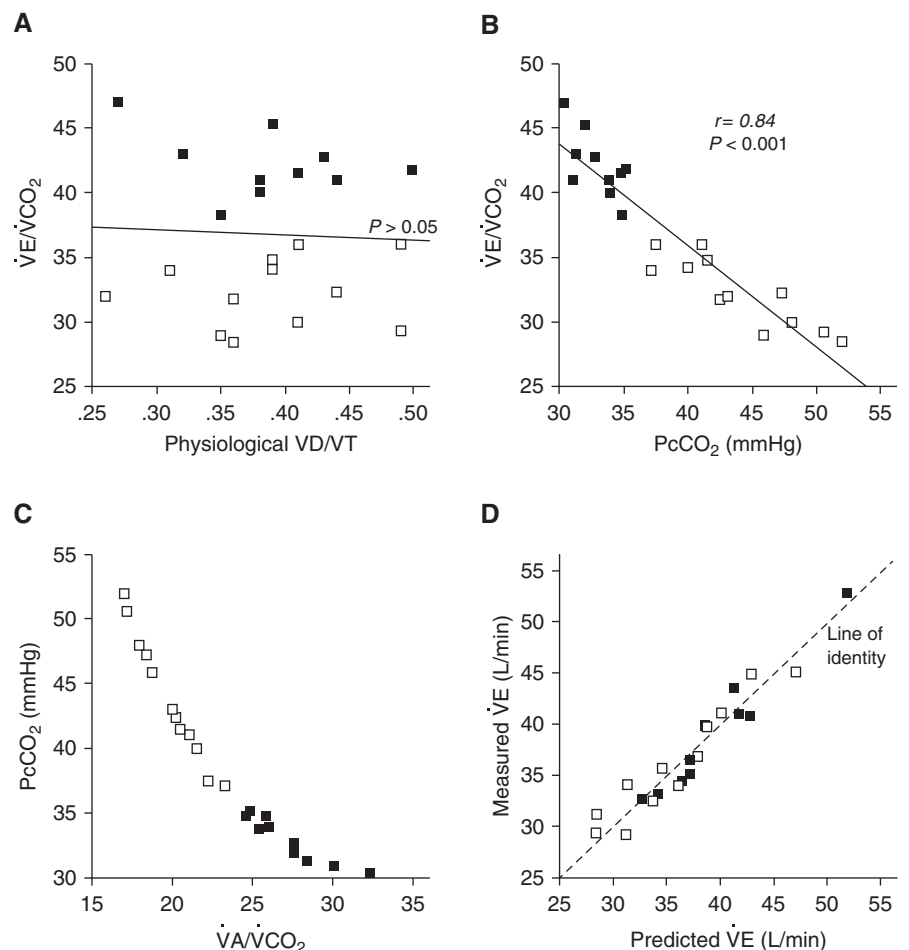 A
50
45
40
35
30
25
V̇E/V̇CO₂
P > 0.05
.25 .30 .35 .40 .45 .50
Physiological VD/VT
B
50
45
40
35
30
25
V̇E/V̇CO₂
r= 0.84
P < 0.001
30 35 40 45 50 55
PcCO₂ (mmHg)
C
55
50
45
40
35
30
PcCO₂ (mmHg)
15 20 25 30 35
V̇A/V̇CO₂
D
55
50
45
40
35
30
25
Measured V̇E (L/min)
Line of
identity
25 30 35 40 45 50 55
Predicted V̇E (L/min)